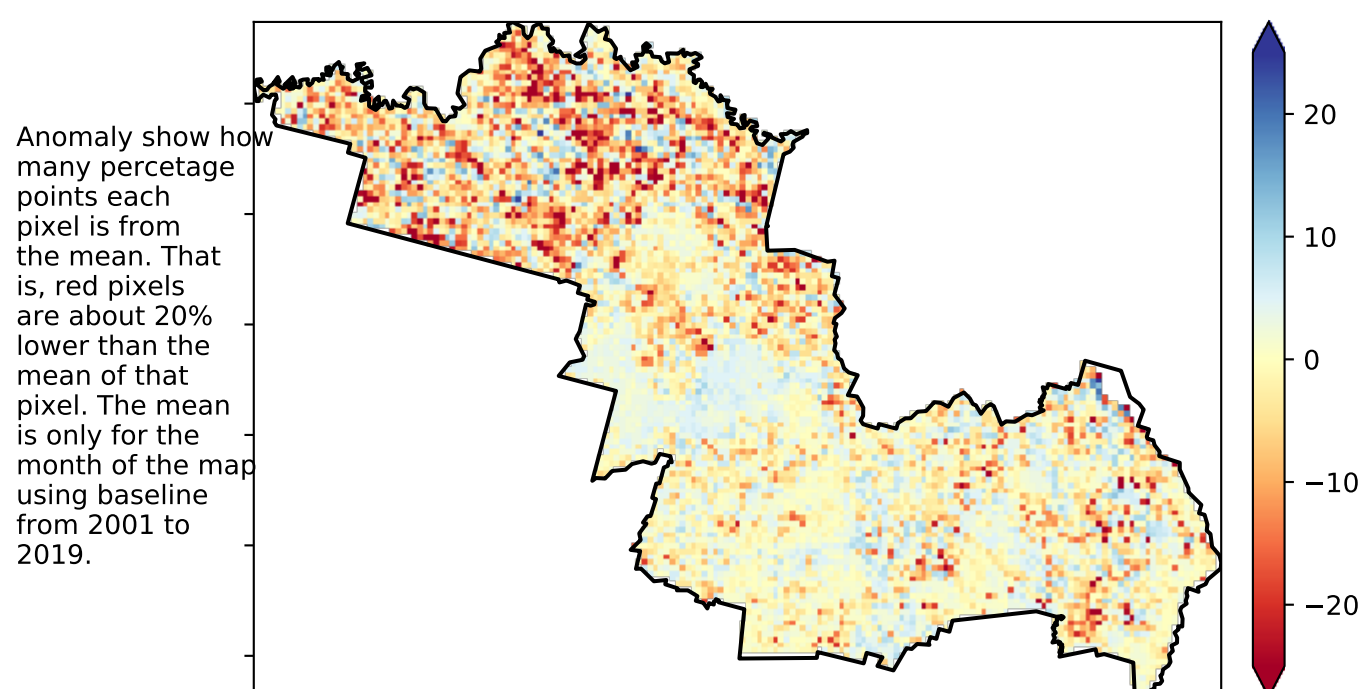 Anomaly show how
many percetage
points each
pixel is from
the mean. That
is, red pixels
are about 20%
lower than the
mean of that
pixel. The mean
is only for the
month of the map
using baseline
from 2001 to
2019.
20
10
0
−10
−20